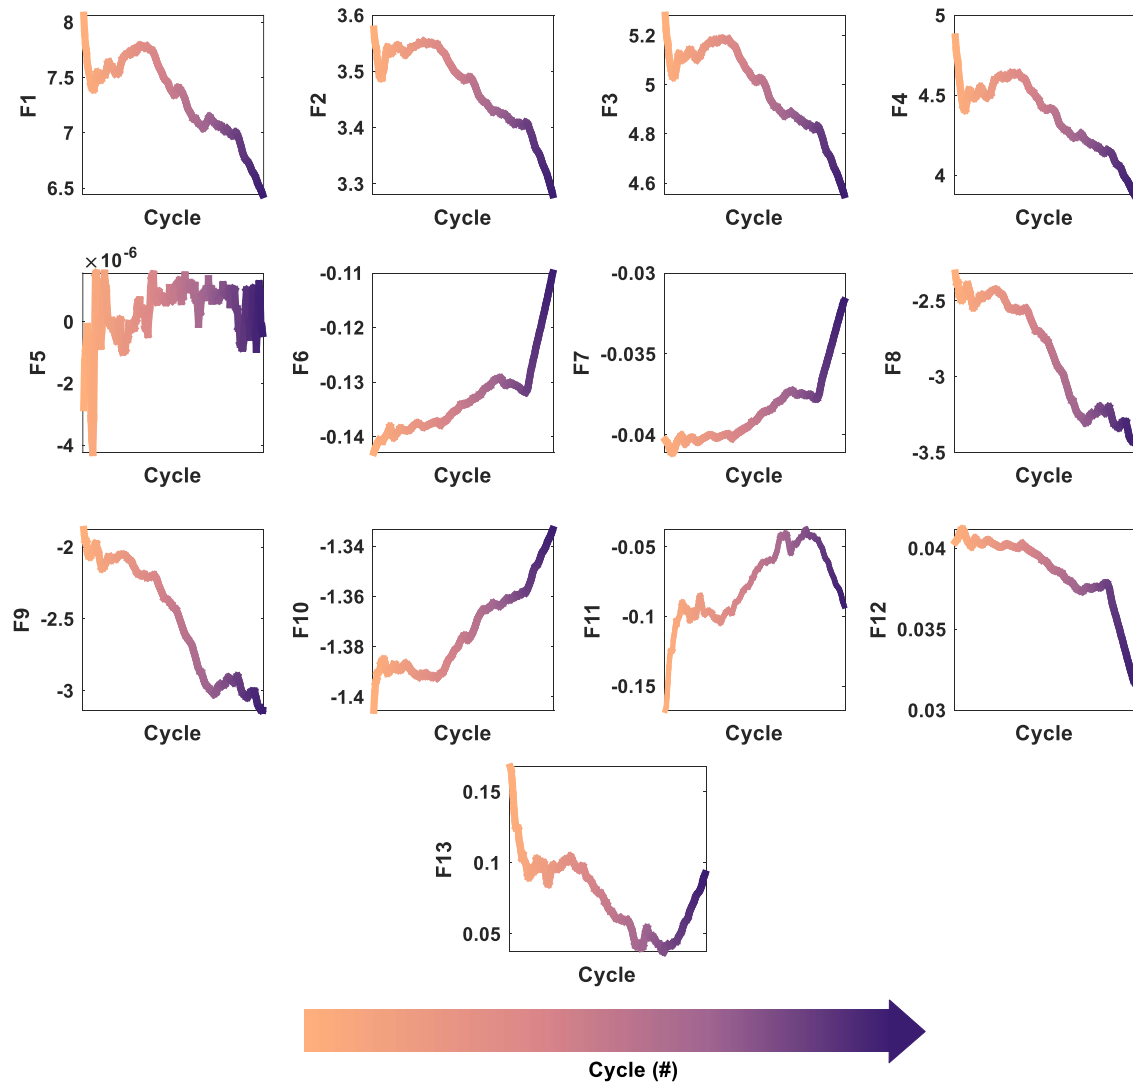 8
7.5
7
6.5
F1
Cycle
3.6
3.5
3.4
3.3
F2
Cycle
5.2
5
4.8
4.6
F3
Cycle
5
4.5
4
F4
Cycle
×10⁻⁶
0
-2
-4
F5
Cycle
-0.11
-0.12
-0.13
-0.14
F6
Cycle
-0.03
-0.035
-0.04
F7
Cycle
-2.5
-3
-3.5
F8
Cycle
-2
-2.5
-3
F9
Cycle
-1.34
-1.36
-1.38
-1.4
F10
Cycle
-0.05
-0.1
-0.15
F11
Cycle
0.04
0.035
0.03
F12
Cycle
0.15
0.1
0.05
F13
Cycle
Cycle (#)